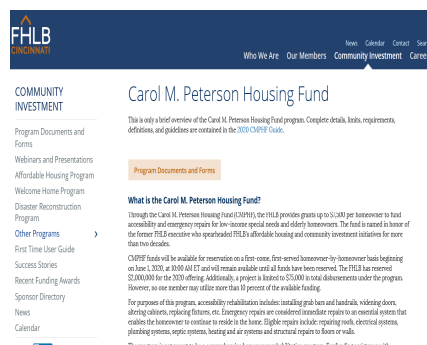 FHLB
CINCINNATI
News Calendar Contact Sear
Who We Are Our Members Community Investment Caree
COMMUNITY
INVESTMENT
Program Documents and
Forms
Webinars and Presentations
Affordable Housing Program
Welcome Home Program
Disaster Reconstruction
Program
Other Programs
First Time User Guide
Success Stories
Recent Funding Awards
Sponsor Directory
News
Calendar
Carol M. Peterson Housing Fund
This is only a brief overview of the Carol M. Peterson Housing Fund program. Complete details, limits, requirements,
definitions, and guidelines are contained in the 2020 CMPHF Guide.
Program Documents and Forms
What is the Carol M. Peterson Housing Fund?
Through the Carol M. Peterson Housing Fund (CMPHF), the FHLB provides grants up to $7,500 per homeowner to fund
accessibility and emergency repairs for low-income special needs and elderly homeowners. The fund is named in honor of
the former FHLB executive who spearheaded FHLB's affordable housing and community investment initiatives for more
than two decades.
CMPHF funds will be available for reservation on a first-come, first-served homeowner-by-homeowner basis beginning
on June 1, 2020, at 10:00 AM ET and will remain available until all funds have been reserved. The FHLB has reserved
$2,000,000 for the 2020 offering. Additionally, a project is limited to $75,000 in total disbursements under the program.
However, no one member may utilize more than 10 percent of the available funding.
For purposes of this program, accessibility rehabilitation includes: installing grab bars and handrails, widening doors,
altering cabinets, replacing fixtures, etc. Emergency repairs are considered immediate repairs to an essential system that
enables the homeowner to continue to reside in the home. Eligible repairs include: repairing roofs, electrical systems,
plumbing systems, septic systems, heating and air systems and structural repairs to floors or walls.